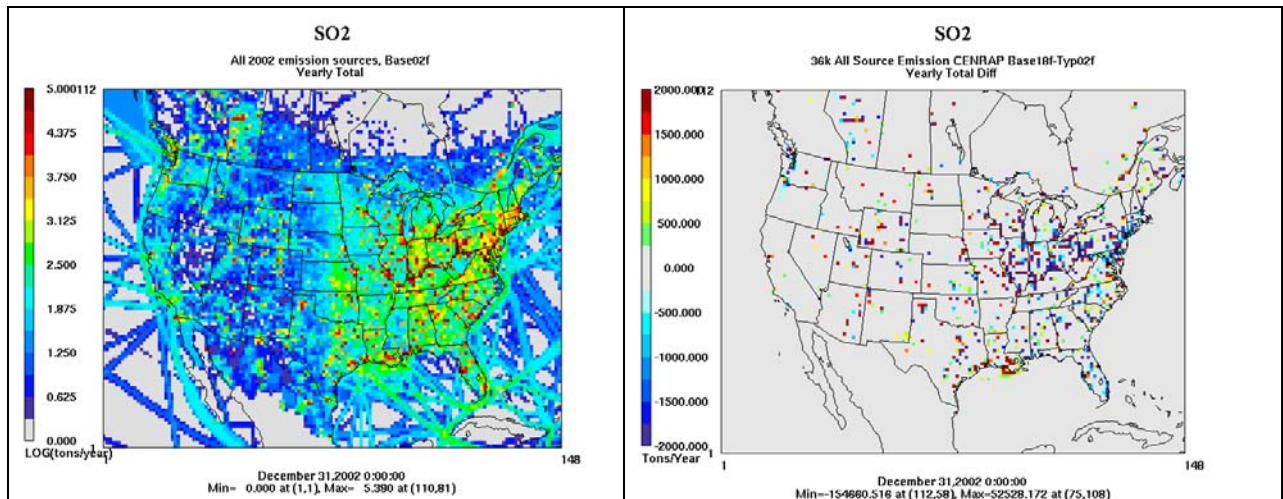 SO2
All 2002 emission sources, Base02f
Yearly Total
5.000112
4.375
3.750
3.125
2.500
1.875
1.250
0.625
0.000
LOG(tons/year)
1
1
148
December 31,2002 0:00:00
Min= 0.000 at (1,1), Max= 5.390 at (110,81)
SO2
36k All Source Emission CENRAP Base18f-Typ02f
Yearly Total Diff
2000.000112
1500.000
1000.000
500.000
0.000
-500.000
-1000.000
-1500.000
-2000.000
Tons/Year
1
1
148
December 31,2002 0:00:00
Min=-154660.516 at (112,58), Max=52528.172 at (75,108)